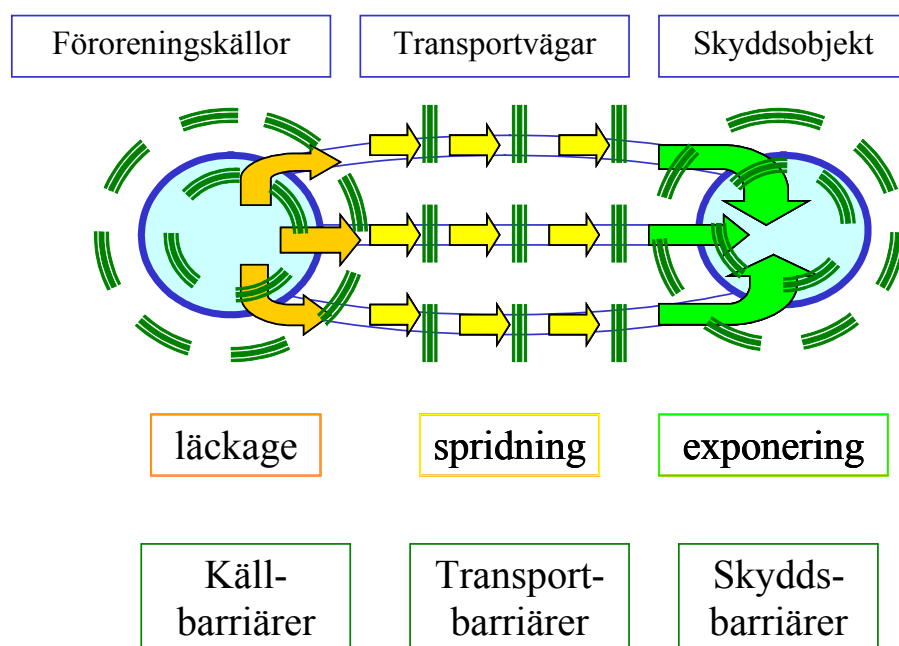 Föroreningskällor
Transportvägar
Skyddsobjekt
läckage
spridning
exponering
Käll-
barriärer
Transport-
barriärer
Skydds-
barriärer